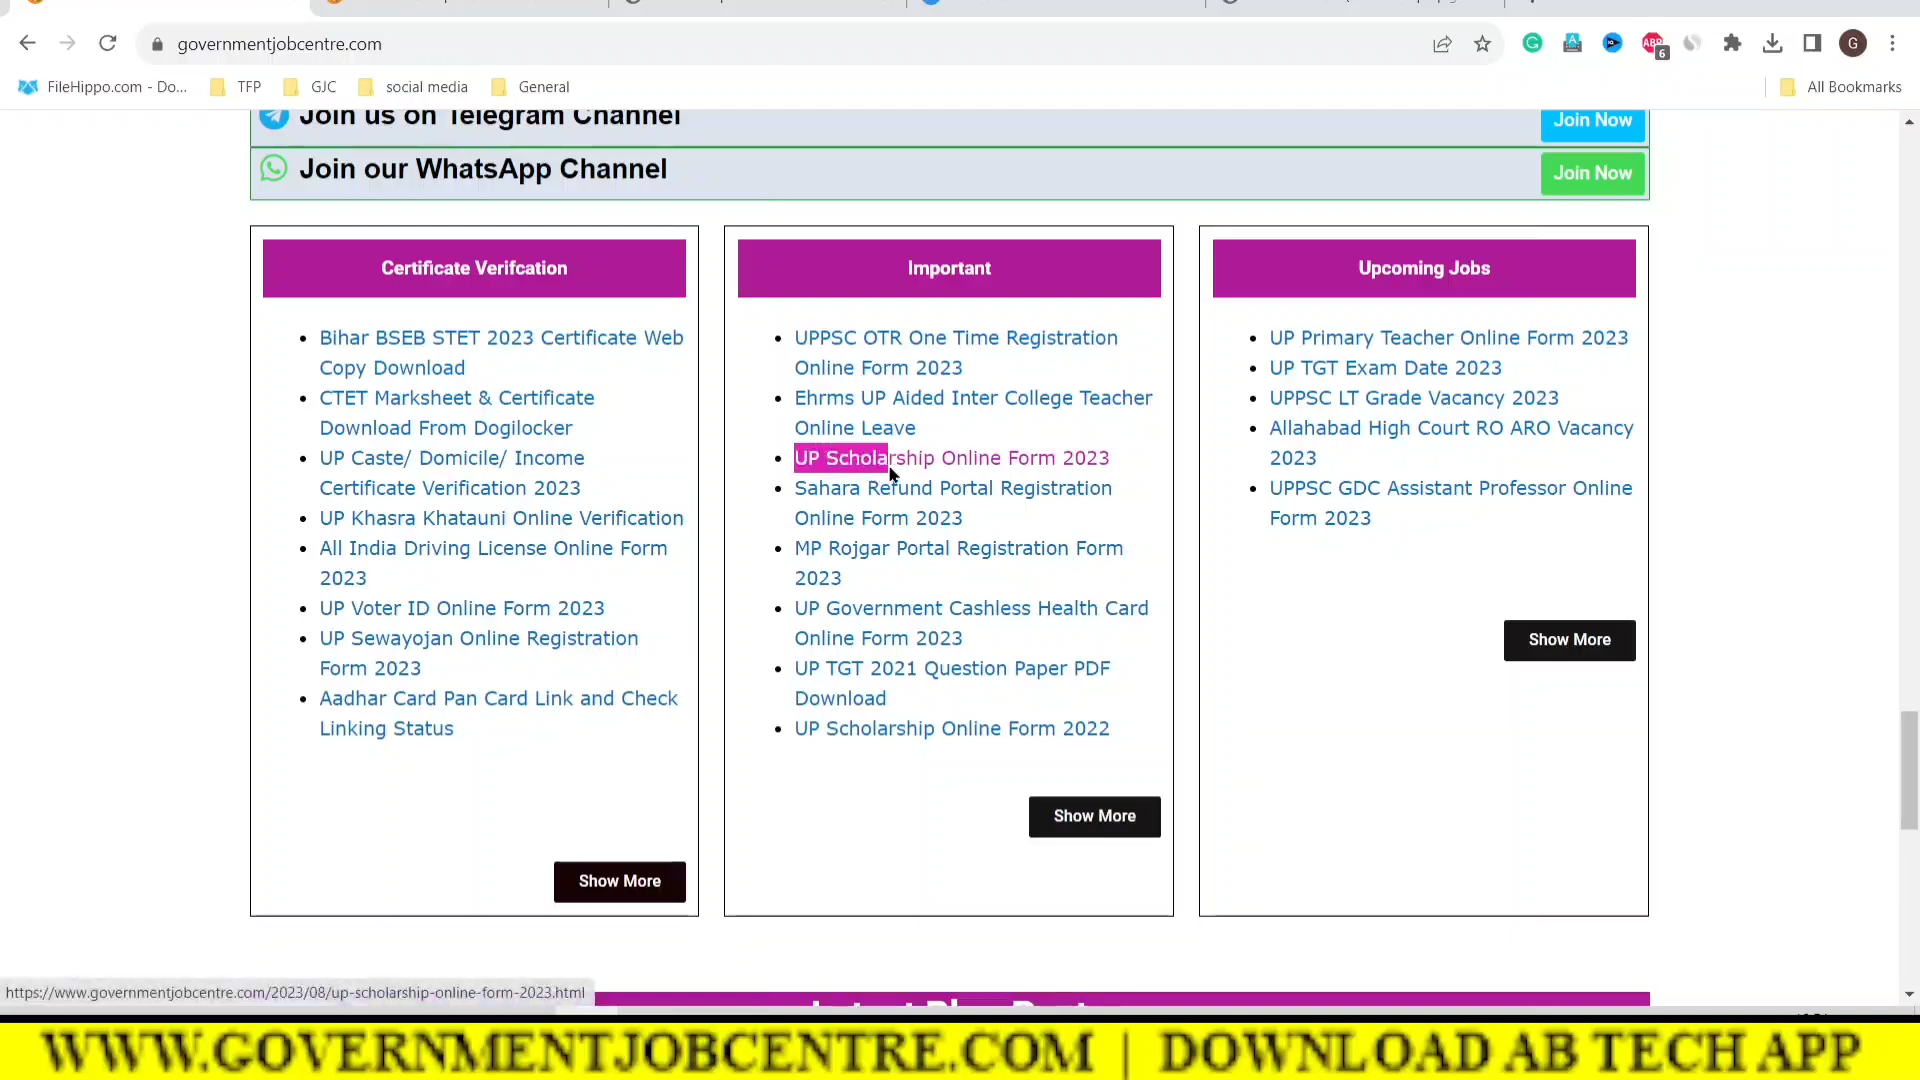 governmentjobcentre.com
6
G
FileHippo.com - Do...
TFP
GJC
social media
General
All Bookmarks
Join us on Telegram Channel
Join Now
Join our WhatsApp Channel
Join Now
Certificate Verifcation
Bihar BSEB STET 2023 Certificate Web
Copy Download
CTET Marksheet & Certificate
Download From Dogilocker
UP Caste/ Domicile/ Income
Certificate Verification 2023
UP Khasra Khatauni Online Verification
All India Driving License Online Form
2023
UP Voter ID Online Form 2023
UP Sewayojan Online Registration
Form 2023
Aadhar Card Pan Card Link and Check
Linking Status
Show More
Important
UPPSC OTR One Time Registration
Online Form 2023
Ehrms UP Aided Inter College Teacher
Online Leave
UP Scholarship Online Form 2023
Sahara Refund Portal Registration
Online Form 2023
MP Rojgar Portal Registration Form
2023
UP Government Cashless Health Card
Online Form 2023
UP TGT 2021 Question Paper PDF
Download
UP Scholarship Online Form 2022
Show More
Upcoming Jobs
UP Primary Teacher Online Form 2023
UP TGT Exam Date 2023
UPPSC LT Grade Vacancy 2023
Allahabad High Court RO ARO Vacancy
2023
UPPSC GDC Assistant Professor Online
Form 2023
Show More
https://www.governmentjobcentre.com/2023/08/up-scholarship-online-form-2023.html
WWW.GOVERNMENTJOBCENTRE.COM | DOWNLOAD AB TECH APP